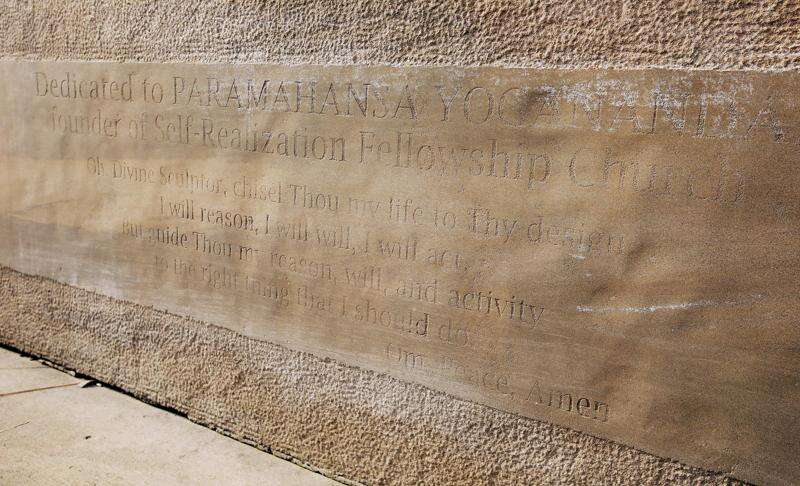 Dedicated to PARAMAHANSA YOGANANDA
founder of Self-Realization Fellowship Church
Oh Divine Sculptor, chisel Thou my life to Thy design
I will reason, I will will, I will act,
But guide Thou my reason, will, and activity
to the right thing that I should do.
Om, Peace, Amen